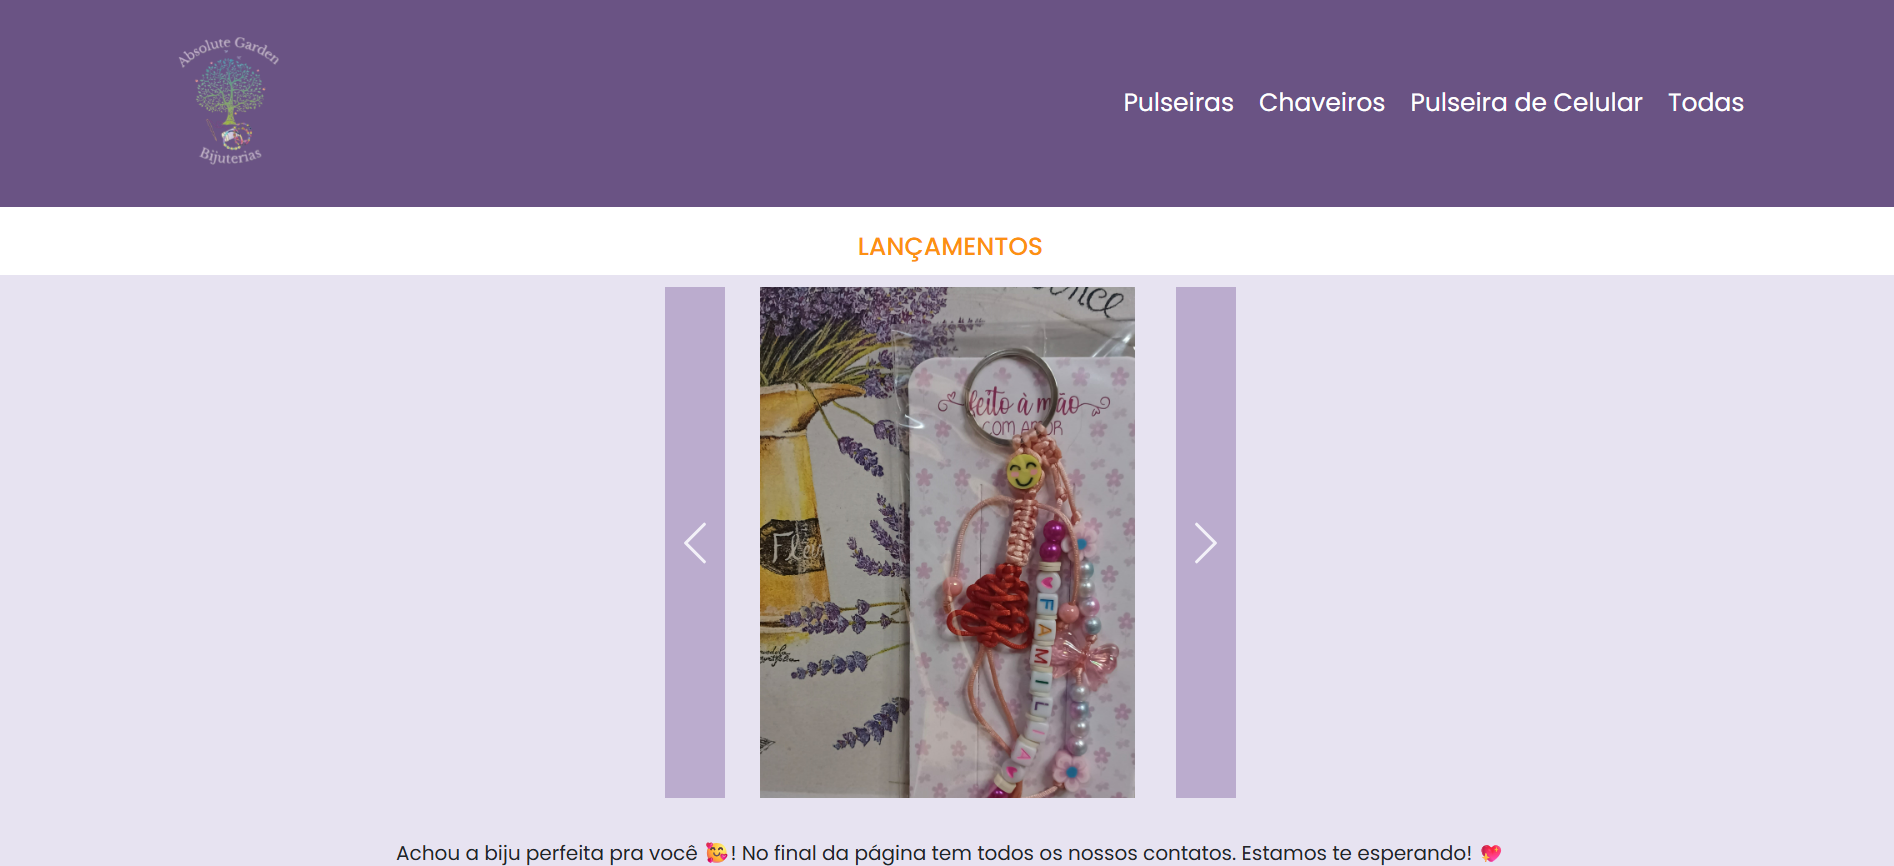 Absolute Garden
Bijuterias
Pulseiras Chaveiros Pulseira de Celular Todas
LANÇAMENTOS
feito à mão
COM AMOR
FAMILIA
Achou a biju perfeita pra você 🥰! No final da página tem todos os nossos contatos. Estamos te esperando! 💖